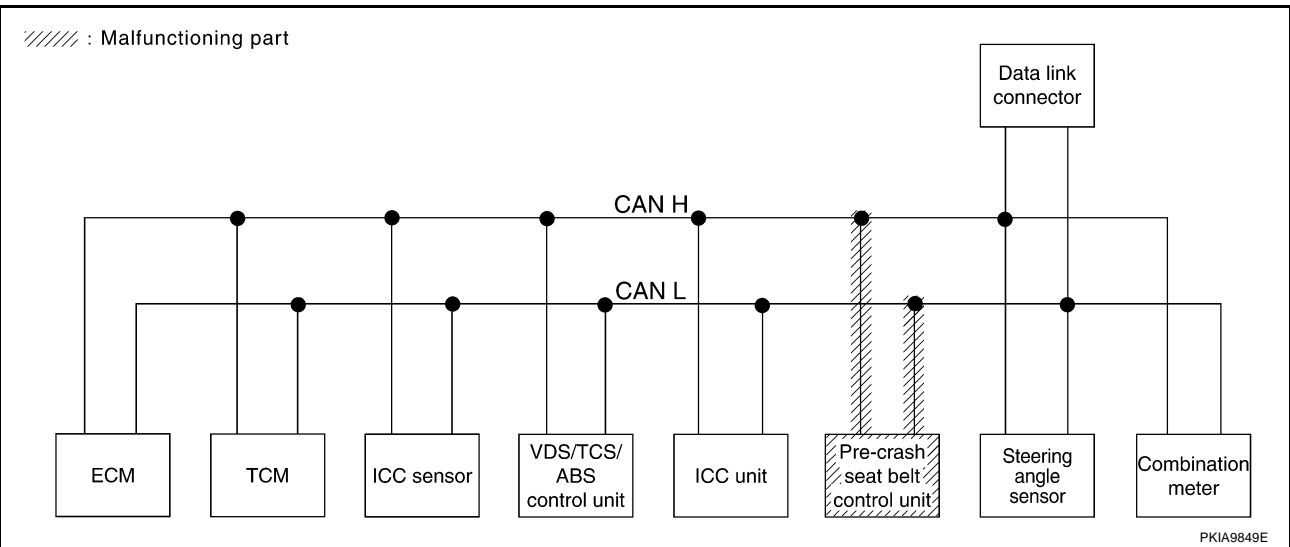 : Malfunctioning part
Data link
connector
CAN H
CAN L
ECM
TCM
ICC sensor
VDS/TCS/
ABS
control unit
ICC unit
Pre-crash
seat belt
control unit
Steering
angle
sensor
Combination
meter
PKIA9849E